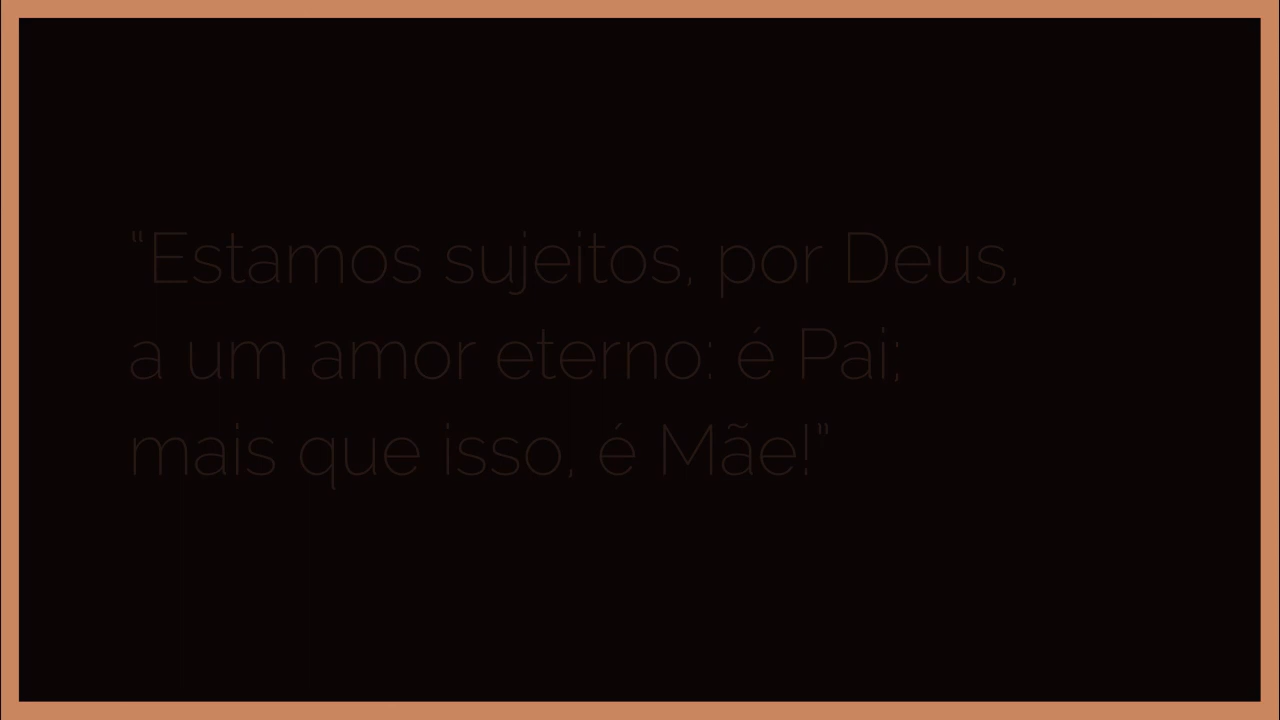 “Estamos sujeitos, por Deus,
a um amor eterno: é Pai;
mais que isso, é Mãe!”